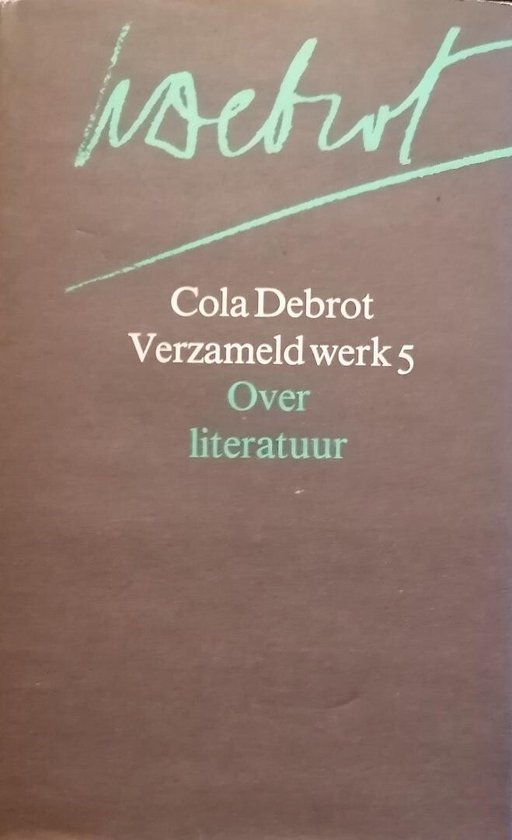 Debrot
Cola Debrot
Verzameld werk 5
Over
literatuur